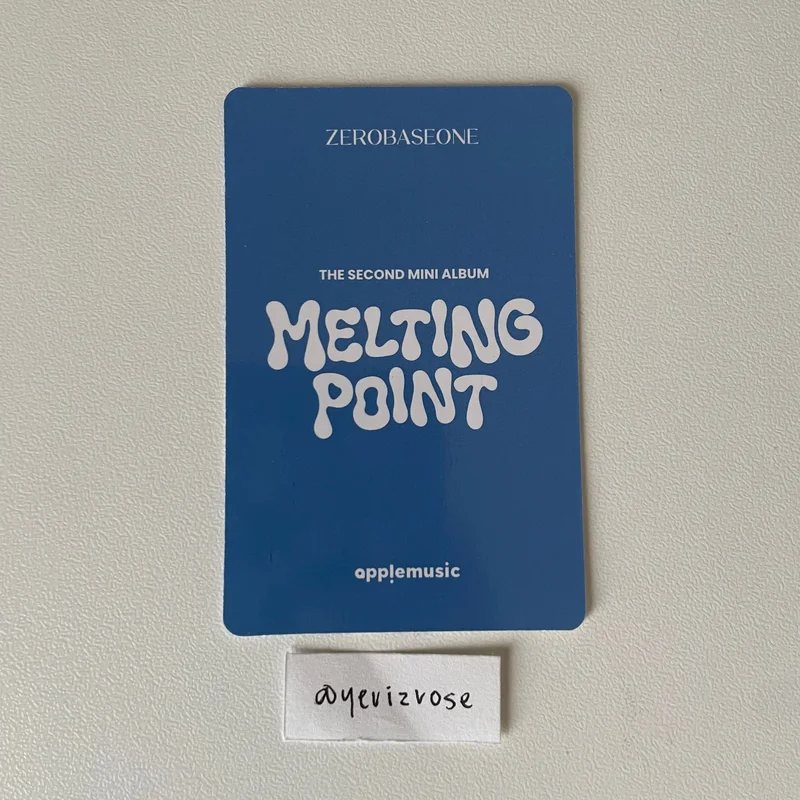 ZEROBASEONE
THE SECOND MINI ALBUM
MELTING
POINT
applemusic
@yerizrose